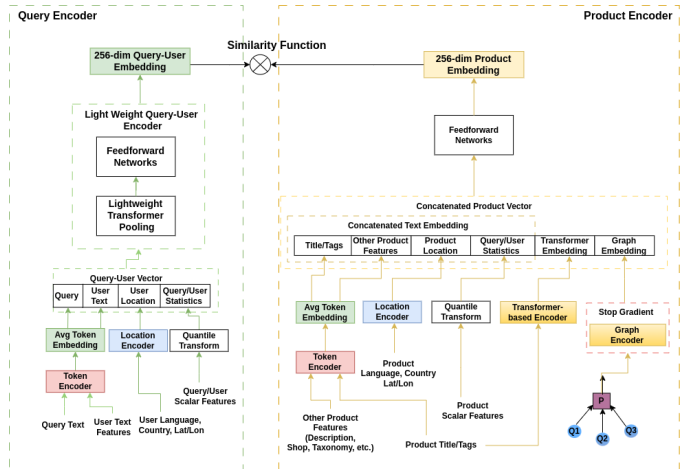 Query Encoder
Product Encoder
Similarity Function
256-dim Query-User
Embedding
256-dim Product
Embedding
Light Weight Query-User
Encoder
Feedforward
Networks
Lightweight
Transformer
Pooling
Feedforward
Networks
Concatenated Product Vector
Concatenated Text Embedding
Title/Tags
Other Product
Features
Product
Location
Query/User
Statistics
Transformer
Embedding
Graph
Embedding
Query-User Vector
Query
User
Text
User
Location
Query/User
Statistics
Avg Token
Embedding
Location
Encoder
Quantile
Transform
Token
Encoder
Query Text
User Text
Features
User Language,
Country, Lat/Lon
Query/User
Scalar Features
Avg Token
Embedding
Location
Encoder
Quantile
Transform
Transformer-
based Encoder
Stop Gradient
Graph
Encoder
Token
Encoder
Product
Language, Country
Lat/Lon
Product
Scalar Features
Other Product
Features
(Description,
Shop, Taxonomy, etc.)
Product Title/Tags
P
Q1
Q2
Q3